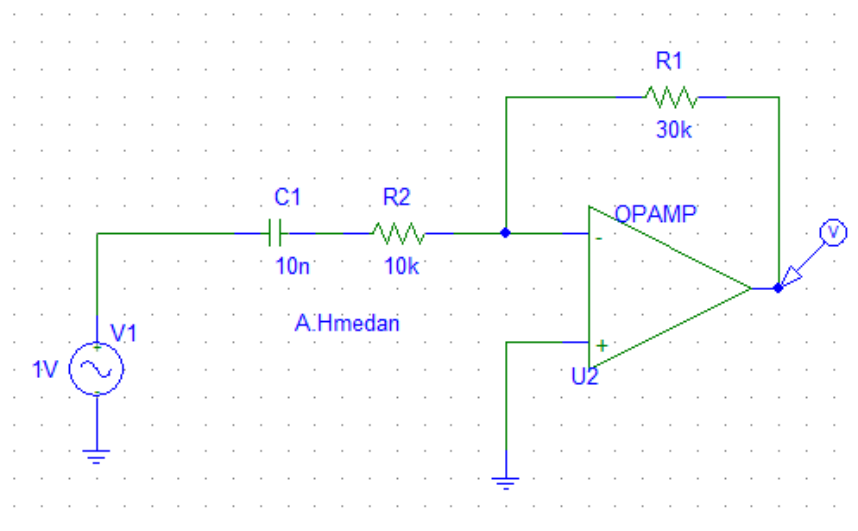 R1
30k
C1
R2
OPAMP
V
-
10n
10k
A.Hmedan
V1
1V
+
+
-
U2